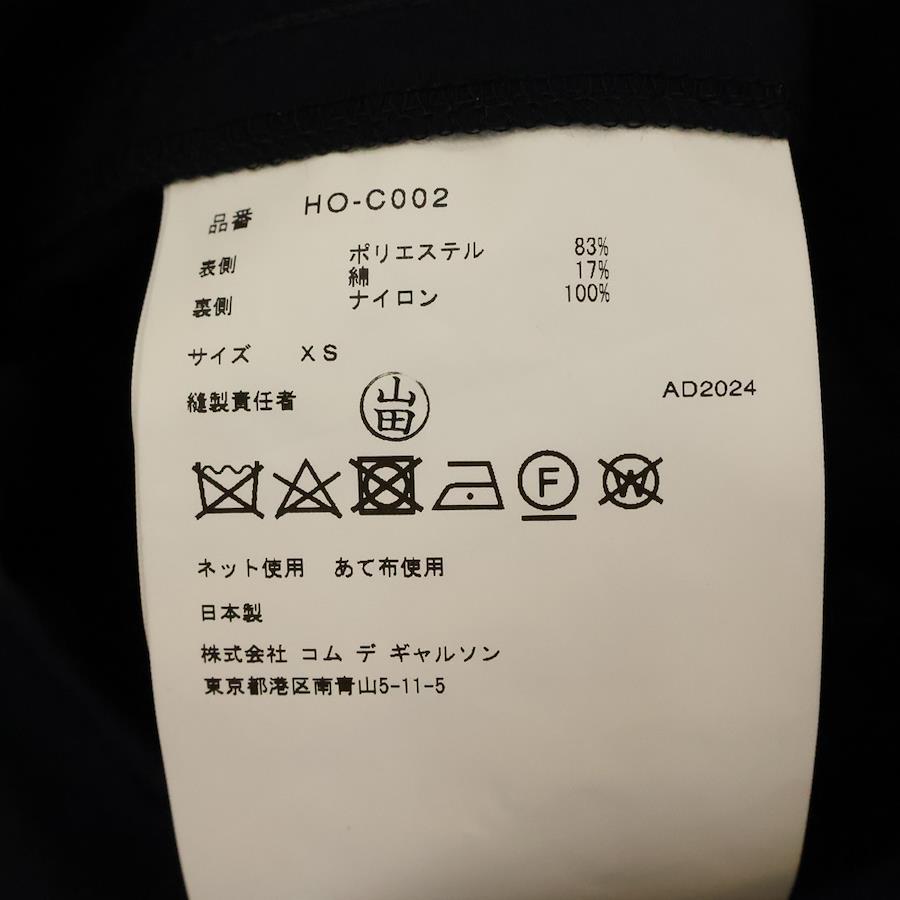 品番 HO-C002
表側 ポリエステル 83%
綿 17%
裏側 ナイロン 100%
サイズ XS
縫製責任者 山田 AD2024
F W
ネット使用 あて布使用
日本製
株式会社 コム デ ギャルソン
東京都港区南青山5-11-5